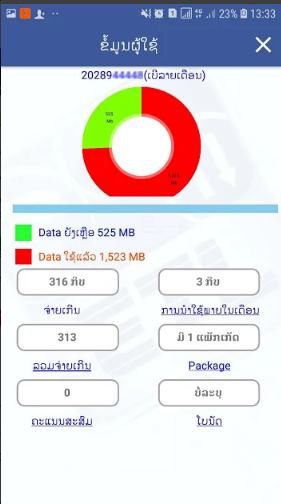 23% 13:33
ຂໍ້ມູນຜູ້ໃຊ້
2028944448(ເບີລາຍເດືອນ)
525
Mb
Mb
Data ຍັງເຫຼືອ 525 MB
Data ໃຊ້ແລ້ວ 1,523 MB
316 ກີບ
3 ກີບ
ຈ່າຍເກີນ
ການນຳໃຊ້ພາຍໃນເດືອນ
313
ມີ 1 ແພັກເກັດ
ລວມຈ່າຍເກີນ
Package
0
ບໍ່ລະບຸ
ຄະແນນສະສົມ
ໂບນັດ